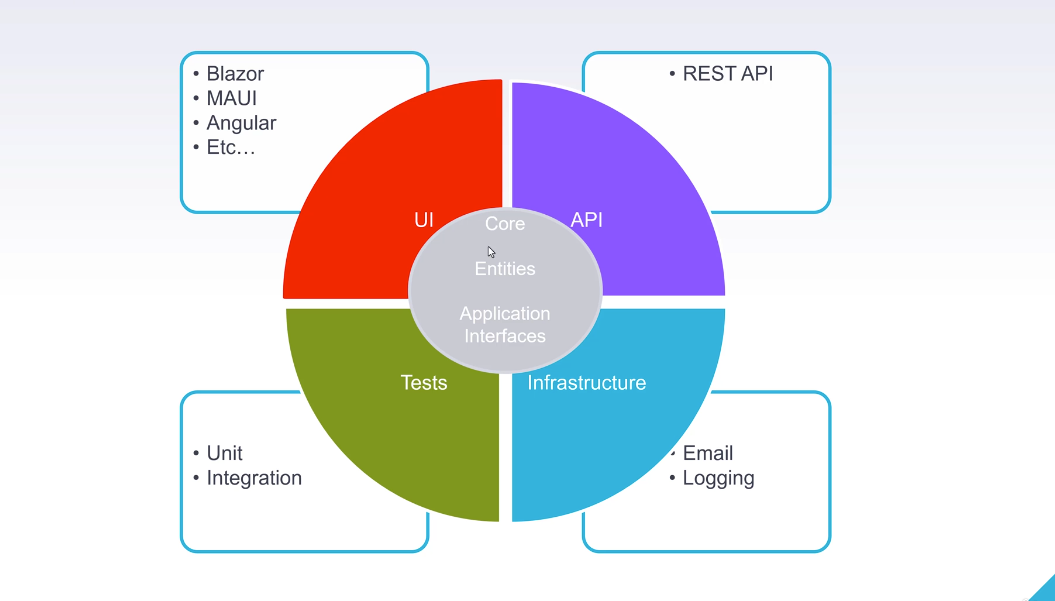 • Blazor
• MAUI
• Angular
• Etc...
• REST API
UI
API
Core
Entities
Application
Interfaces
Tests
Infrastructure
• Unit
• Integration
• Email
• Logging